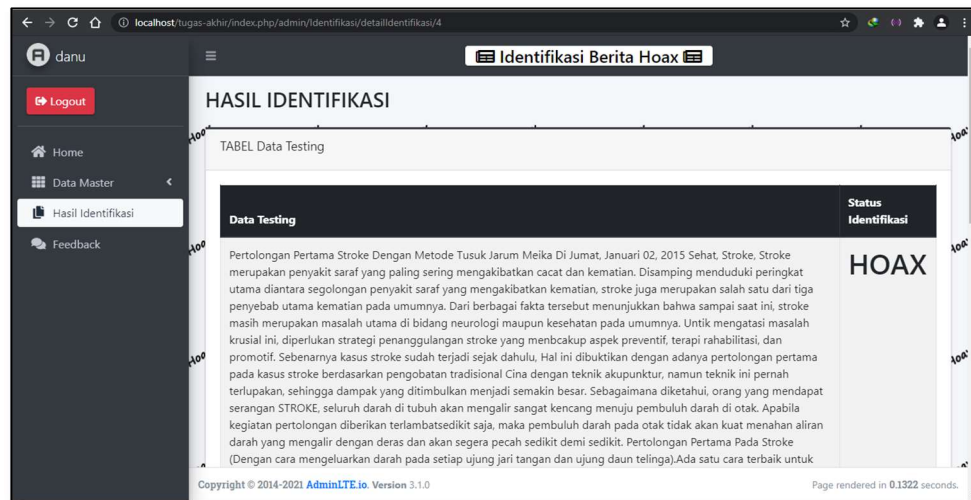 localhost/tugas-akhir/index.php/admin/Identifikasi/detailIdentifikasi/4
danu
Identifikasi Berita Hoax
Logout
HASIL IDENTIFIKASI
Home
Data Master
Hasil Identifikasi
Feedback
TABEL Data Testing
Data Testing
Status
Identifikasi
HOAX
Pertolongan Pertama Stroke Dengan Metode Tusuk Jarum Meika Di Jumat, Januari 02, 2015 Sehat, Stroke, Stroke
merupakan penyakit saraf yang paling sering mengakibatkan cacat dan kematian. Disamping menduduki peringkat
utama diantara segolongan penyakit saraf yang mengakibatkan kematian, stroke juga merupakan salah satu dari tiga
penyebab utama kematian pada umumnya. Dari berbagai fakta tersebut menunjukkan bahwa sampai saat ini, stroke
masih merupakan masalah utama di bidang neurologi maupun kesehatan pada umumnya. Untik mengatasi masalah
krusial ini, diperlukan strategi penanggulangan stroke yang menbcakup aspek preventif, terapi rahabilitasi, dan
promotif. Sebenarnya kasus stroke sudah terjadi sejak dahulu, Hal ini dibuktikan dengan adanya pertolongan pertama
pada kasus stroke berdasarkan pengobatan tradisional Cina dengan teknik akupunktur, namun teknik ini pernah
terlupakan, sehingga dampak yang ditimbulkan menjadi semakin besar. Sebagaimana diketahui, orang yang mendapat
serangan STROKE, seluruh darah di tubuh akan mengalir sangat kencang menuju pembuluh darah di otak. Apabila
kegiatan pertolongan diberikan terlambatsedikit saja, maka pembuluh darah pada otak tidak akan kuat menahan aliran
darah yang mengalir dengan deras dan akan segera pecah sedikit demi sedikit. Pertolongan Pertama Pada Stroke
(Dengan cara mengeluarkan darah pada setiap ujung jari tangan dan ujung daun telinga).Ada satu cara terbaik untuk
Copyright © 2014-2021 AdminLTE.io. Version 3.1.0
Page rendered in 0.1322 seconds.